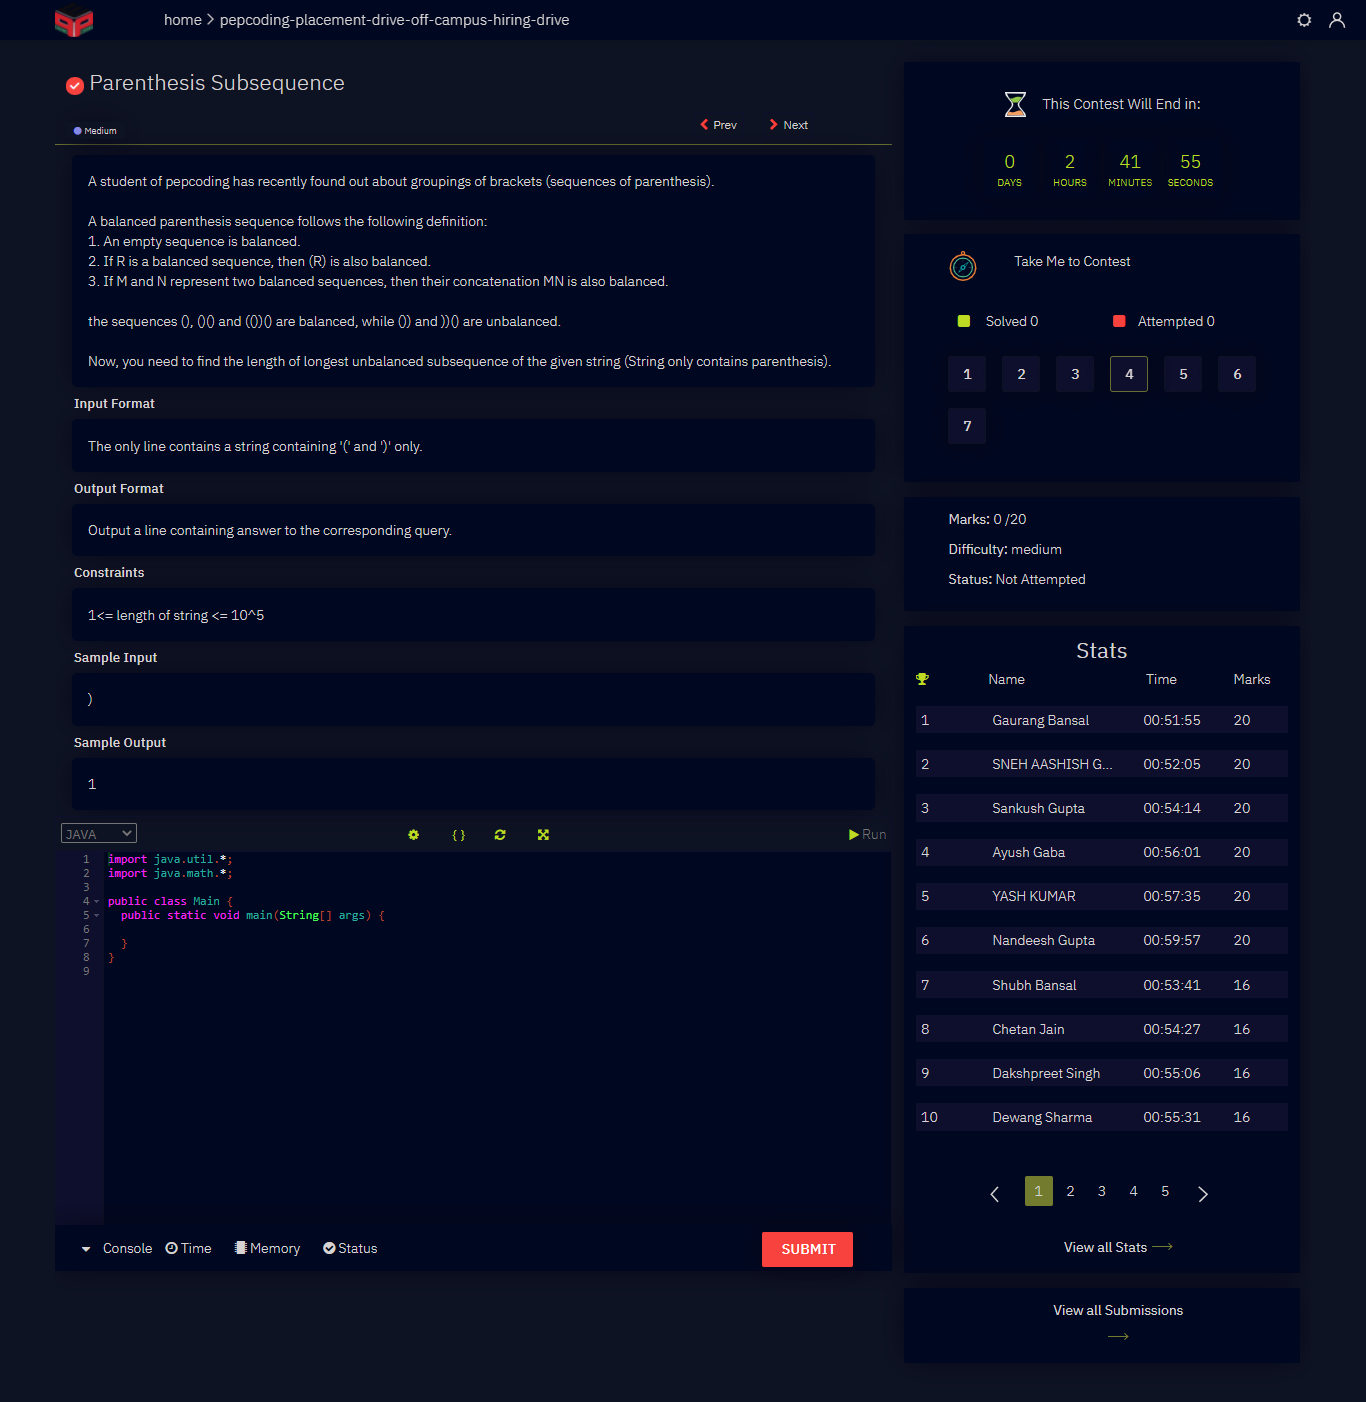 home > pepcoding-placement-drive-off-campus-hiring-drive
Parenthesis Subsequence
Medium
Prev
Next
A student of pepcoding has recently found out about groupings of brackets (sequences of parenthesis).
A balanced parenthesis sequence follows the following definition:
1. An empty sequence is balanced.
2. If R is a balanced sequence, then (R) is also balanced.
3. If M and N represent two balanced sequences, then their concatenation MN is also balanced.
the sequences (), ()() and (())() are balanced, while ()) and ))() are unbalanced.
Now, you need to find the length of longest unbalanced subsequence of the given string (String only contains parenthesis).
Input Format
The only line contains a string containing '(' and ')' only.
Output Format
Output a line containing answer to the corresponding query.
Constraints
1<= length of string <= 10^5
Sample Input
)
Sample Output
1
JAVA
{ }
Run
1 import java.util.*;
2 import java.math.*;
3
4 public class Main {
5 public static void main(String[] args) {
6
7 }
8 }
9
Console
Time
Memory
Status
SUBMIT
This Contest Will End in:
0 2 41 55
DAYS HOURS MINUTES SECONDS
Take Me to Contest
Solved 0
Attempted 0
1 2 3 4 5 6
7
Marks: 0 /20
Difficulty: medium
Status: Not Attempted
Stats
Name Time Marks
1 Gaurang Bansal 00:51:55 20
2 SNEH AASHISH G... 00:52:05 20
3 Sankush Gupta 00:54:14 20
4 Ayush Gaba 00:56:01 20
5 YASH KUMAR 00:57:35 20
6 Nandeesh Gupta 00:59:57 20
7 Shubh Bansal 00:53:41 16
8 Chetan Jain 00:54:27 16
9 Dakshpreet Singh 00:55:06 16
10 Dewang Sharma 00:55:31 16
1 2 3 4 5
View all Stats
View all Submissions